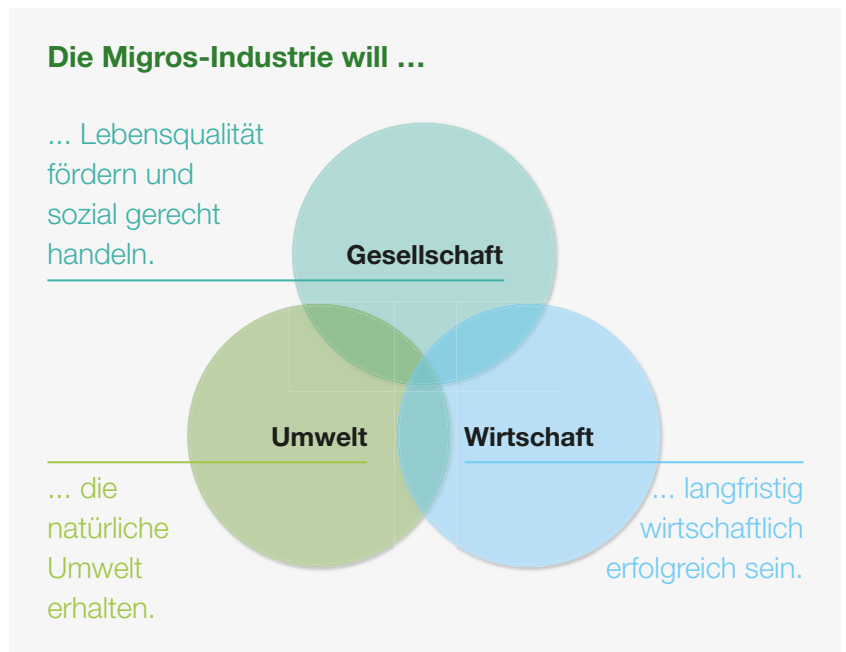 Die Migros-Industrie will …
... Lebensqualität
fördern und
sozial gerecht
handeln.
Gesellschaft
Umwelt
Wirtschaft
... die
natürliche
Umwelt
erhalten.
... langfristig
wirtschaftlich
erfolgreich sein.